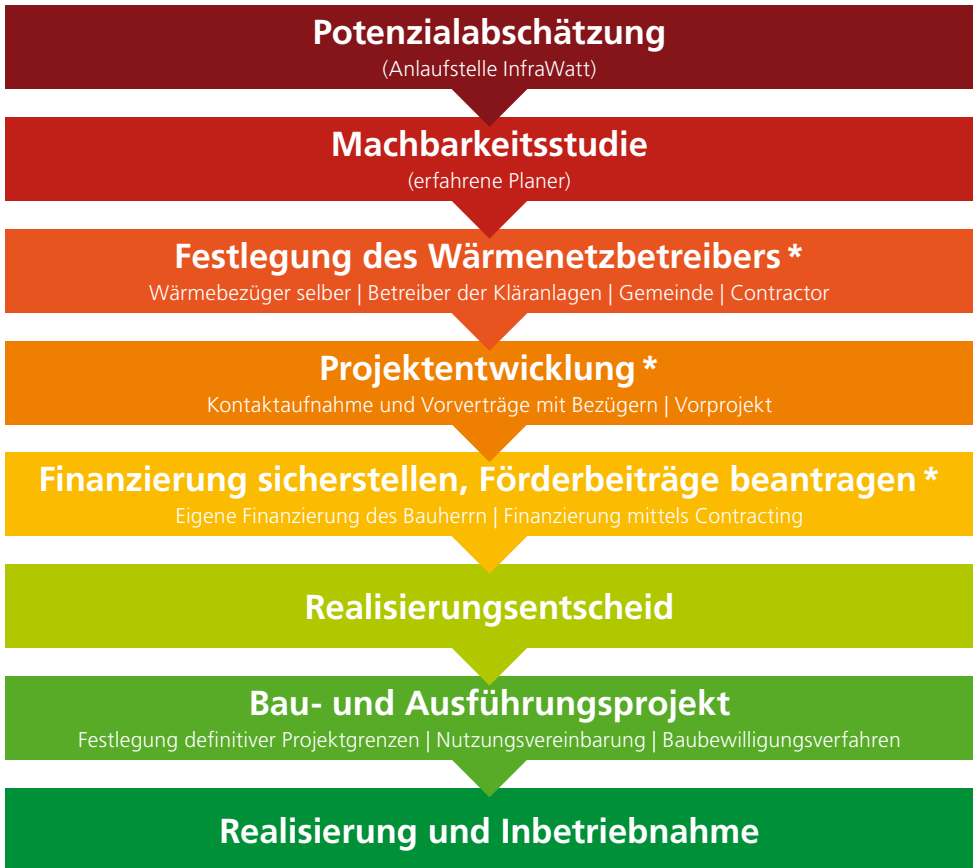 Potenzialabschätzung
(Anlaufstelle InfraWatt)
Machbarkeitsstudie
(erfahrene Planer)
Festlegung des Wärmenetzbetreibers *
Wärmebezüger selber | Betreiber der Kläranlagen | Gemeinde | Contractor
Projektentwicklung *
Kontaktaufnahme und Vorverträge mit Bezügern | Vorprojekt
Finanzierung sicherstellen, Förderbeiträge beantragen *
Eigene Finanzierung des Bauherrn | Finanzierung mittels Contracting
Realisierungsentscheid
Bau- und Ausführungsprojekt
Festlegung definitiver Projektgrenzen | Nutzungsvereinbarung | Baubewilligungsverfahren
Realisierung und Inbetriebnahme